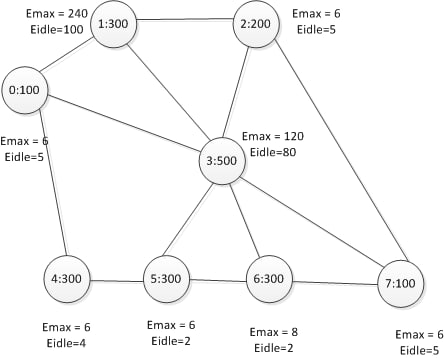 Emax = 240
Eidle=100
1:300
2:200
Emax = 6
Eidle=5
0:100
Emax = 6
Eidle=5
3:500
Emax = 120
Eidle=80
4:300
5:300
6:300
7:100
Emax = 6
Eidle=4
Emax = 6
Eidle=2
Emax = 8
Eidle=2
Emax = 6
Eidle=5